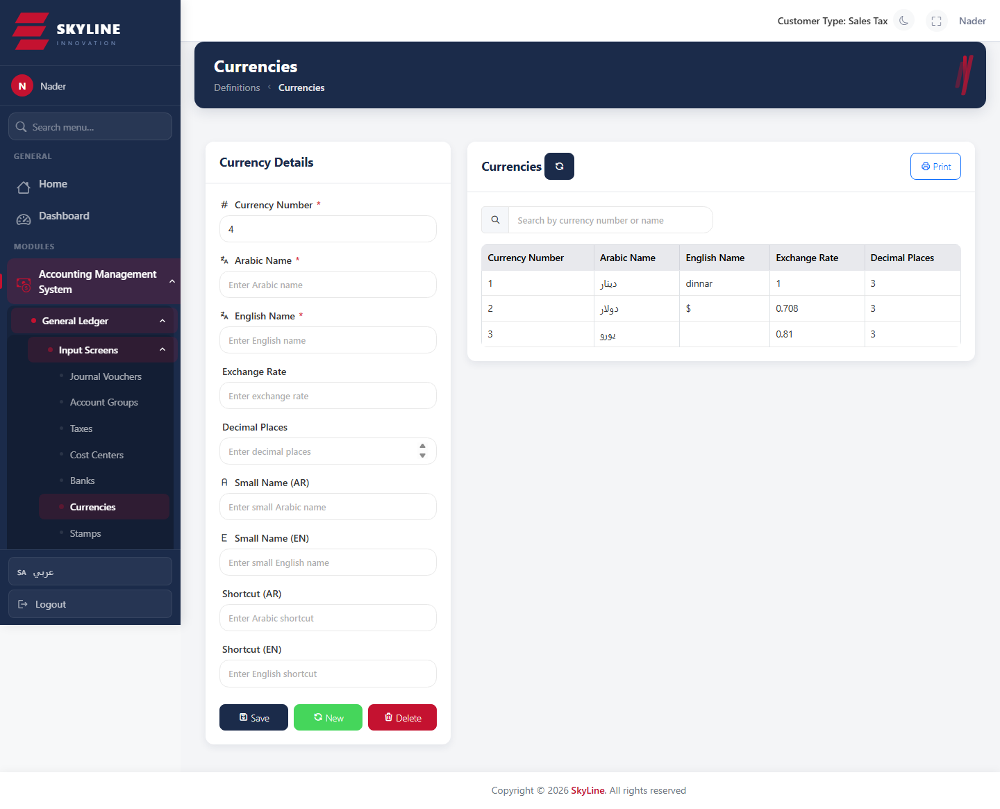 SKYLINE
INNOVATION
N Nader
Search menu...
GENERAL
Home
Dashboard
MODULES
Accounting Management
System
General Ledger
Input Screens
Journal Vouchers
Account Groups
Taxes
Cost Centers
Banks
Currencies
Stamps
SA عربي
Logout
Customer Type: Sales Tax
Nader
Currencies
Definitions
Currencies
Currency Details
# Currency Number *
4
Arabic Name *
Enter Arabic name
English Name *
Enter English name
Exchange Rate
Enter exchange rate
Decimal Places
Enter decimal places
A Small Name (AR)
Enter small Arabic name
E Small Name (EN)
Enter small English name
Shortcut (AR)
Enter Arabic shortcut
Shortcut (EN)
Enter English shortcut
Save New Delete
Currencies
Print
Search by currency number or name
Currency Number Arabic Name English Name Exchange Rate Decimal Places
1 دينار dinnar 1 3
2 دولار $ 0.708 3
3 يورو 0.81 3
Copyright © 2026 SkyLine. All rights reserved